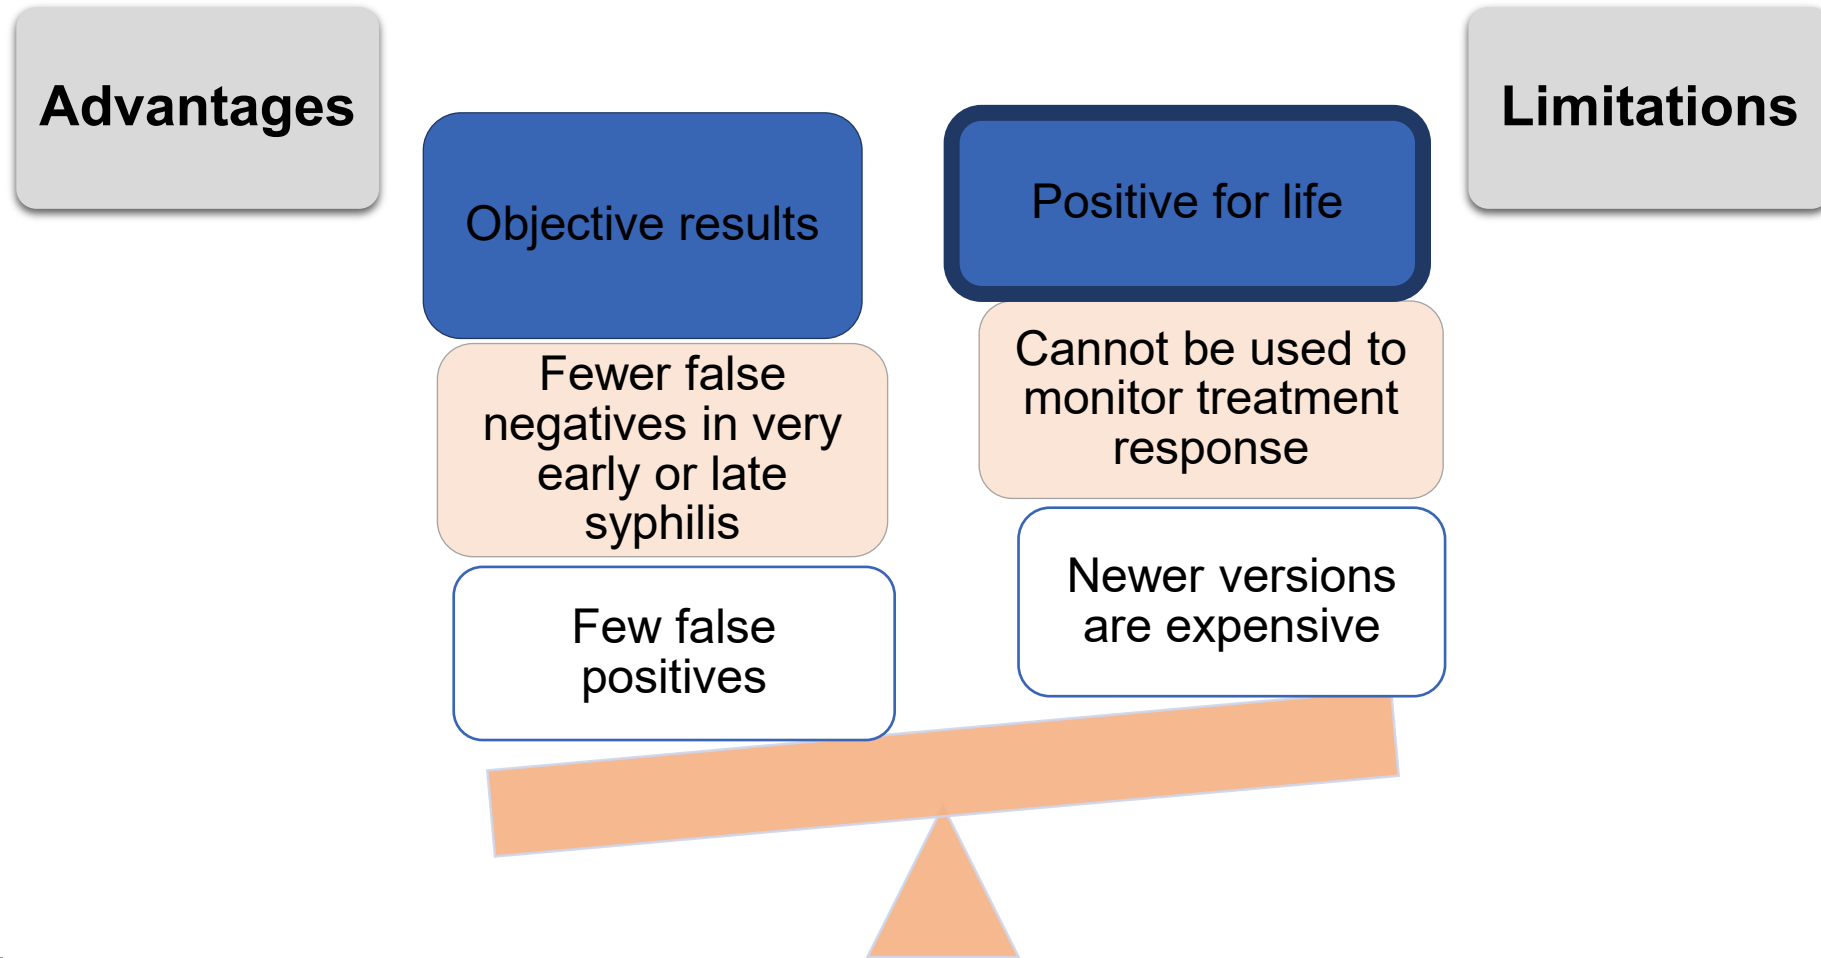 Advantages
Objective results
Fewer false
negatives in very
early or late
syphilis
Few false
positives
Limitations
Positive for life
Cannot be used to
monitor treatment
response
Newer versions
are expensive